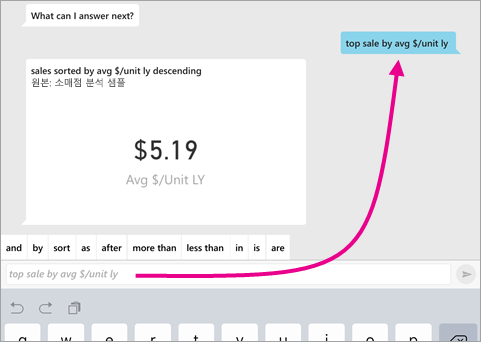 What can I answer next?
top sale by avg $/unit ly
sales sorted by avg $/unit ly descending
원본: 소매점 분석 샘플
$5.19
Avg $/Unit LY
and by sort as after more than less than in is are
top sale by avg $/unit ly
q w e r t y u i o p